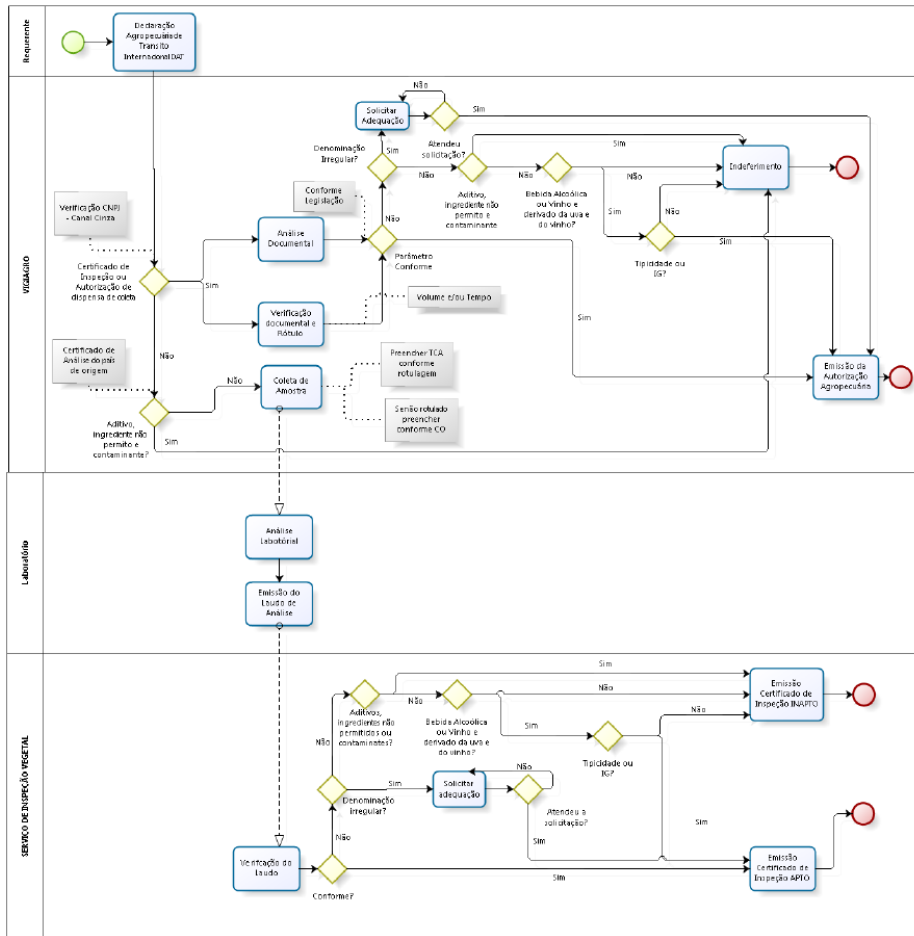 Requerente
Declaração
Agropecuária de
Transito
Internacional DAT
VIGIAGRO
Verificação CNPJ
- Canal Cinza
Certificado de
Inspeção ou
Autorização de
dispensa de coleta
Sim
Não
Análise
Documental
Verificação
documental e
Rótulo
Conforme
Legislação
Parâmetro
Conforme
Volume e/ou Tempo
Não
Sim
Denominação
Irregular?
Sim
Não
Solicitar
Adequação
Não
Sim
Atendeu
solicitação?
Aditivo,
ingrediente não
permito e
contaminante
Sim
Não
Bebida Alcoólica
ou Vinho e
derivado da uva e
do vinho?
Não
Sim
Tipicidade ou
IG?
Não
Sim
Indeferimento
Emissão da
Autorização
Agropecuária
Certificado de
Análise do país
de origem
Aditivo,
ingrediente não
permito e
contaminante?
Não
Sim
Coleta de
Amostra
Preencher TCA
conforme
rotulagem
Senão rotulado
preencher
conforme CO
Laboratório
Análise
Labotórial
Emissão do
Laudo de
Análise
SERVIÇO DE INSPEÇÃO VEGETAL
Verifcação do
Laudo
Conforme?
Não
Sim
Denominação
irregular?
Não
Sim
Aditivos,
ingredientes não
permitidos ou
contaminantes?
Sim
Não
Bebida Alcoólica
ou Vinho e
derivado da uva e
do vinho?
Não
Sim
Tipicidade ou
IG?
Não
Sim
Solicitar
adequação
Não
Atendeu a
solicitação?
Sim
Emissão
Certificado de
Inspeção INAPTO
Emissão
Certificado de
Inspeção APTO